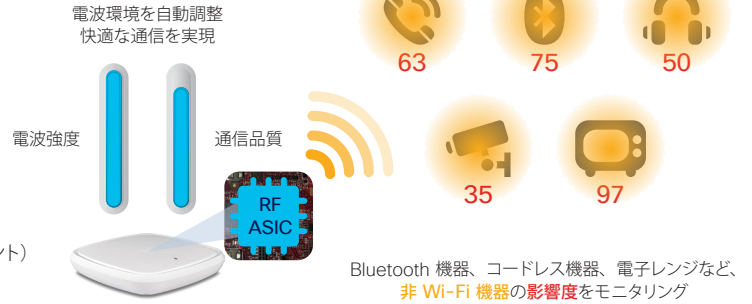 電波環境を自動調整
快適な通信を実現
電波強度
通信品質
RF
ASIC
ント）
63
75
50
35
97
Bluetooth 機器、コードレス機器、電子レンジなど、
非 Wi-Fi 機器の影響度をモニタリング